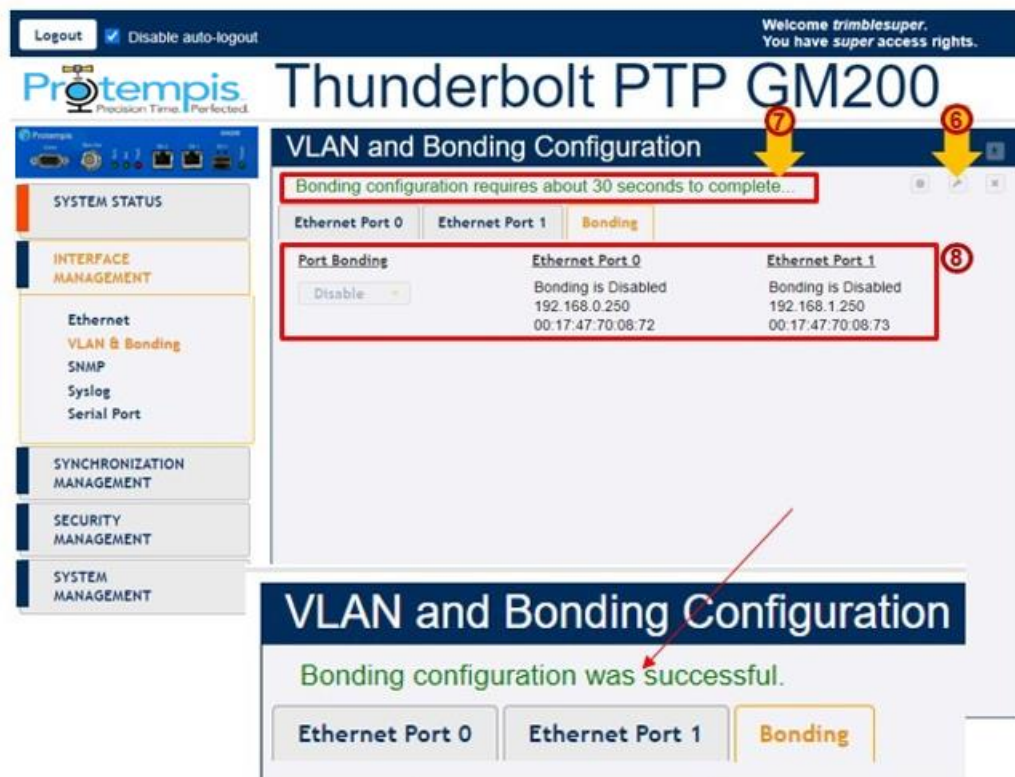 Logout
Disable auto-logout
Welcome trimblesuper.
You have super access rights.
Protempis
Precision Time. Perfected.
Thunderbolt PTP GM200
Protempis
VLAN and Bonding Configuration
7
6
Bonding configuration requires about 30 seconds to complete...
Ethernet Port 0
Ethernet Port 1
Bonding
SYSTEM STATUS
INTERFACE
MANAGEMENT
Ethernet
VLAN & Bonding
SNMP
Syslog
Serial Port
SYNCHRONIZATION
MANAGEMENT
SECURITY
MANAGEMENT
SYSTEM
MANAGEMENT
Port Bonding
Ethernet Port 0
Ethernet Port 1
8
Disable
Bonding is Disabled
192.168.0.250
00:17:47:70:08:72
Bonding is Disabled
192.168.1.250
00:17:47:70:08:73
VLAN and Bonding Configuration
Bonding configuration was successful.
Ethernet Port 0
Ethernet Port 1
Bonding